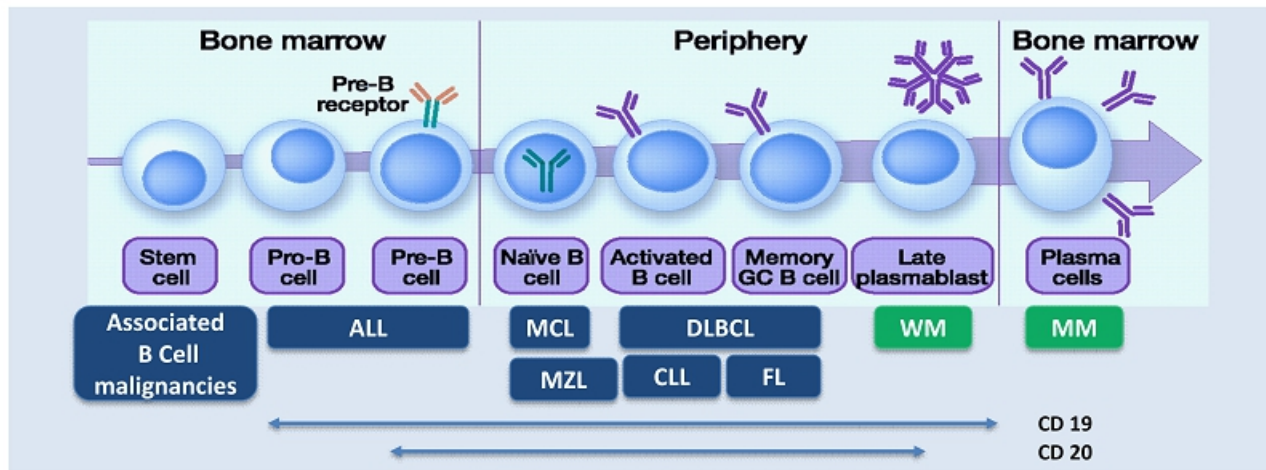 Bone marrow
Periphery
Bone marrow
Pre-B
receptor
Stem
cell
Pro-B
cell
Pre-B
cell
Naïve B
cell
Activated
B cell
Memory
GC B cell
Late
plasmablast
Plasma
cells
Associated
B Cell
malignancies
ALL
MCL
DLBCL
WM
MM
MZL
CLL
FL
CD 19
CD 20